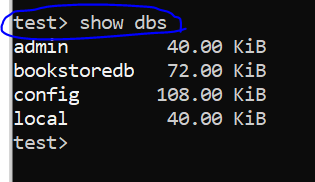 test> show dbs
admin 40.00 KiB
bookstoredb 72.00 KiB
config 108.00 KiB
local 40.00 KiB
test>